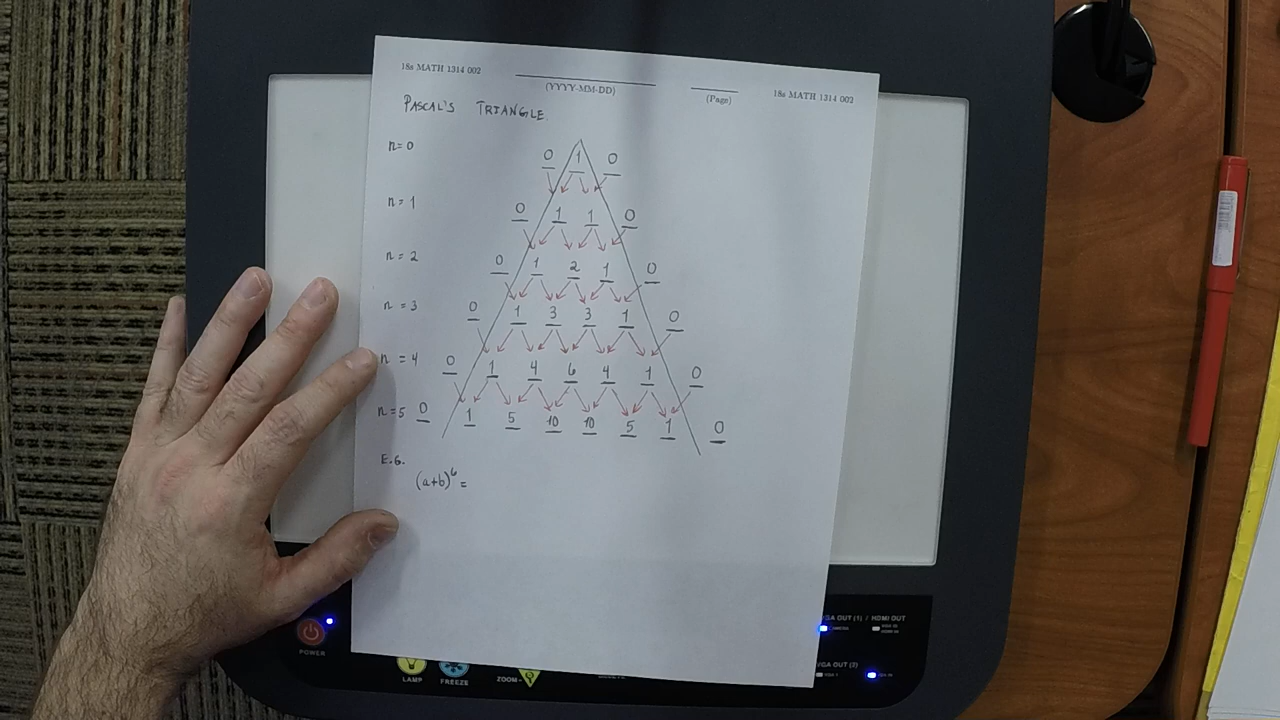 18s MATH 1314 002 (YYYY-MM-DD) (Page) 18s MATH 1314 002
PASCAL'S TRIANGLE
n=0 0 1 0
n=1 0 1 1 0
n=2 0 1 2 1 0
n=3 0 1 3 3 1 0
n=4 0 1 4 6 4 1 0
n=5 0 1 5 10 10 5 1 0
E.G.
(a+b)⁶ =
VGA OUT (1) / HDMI OUT
POWER
VGA OUT (2)
LAMP FREEZE ZOOM-